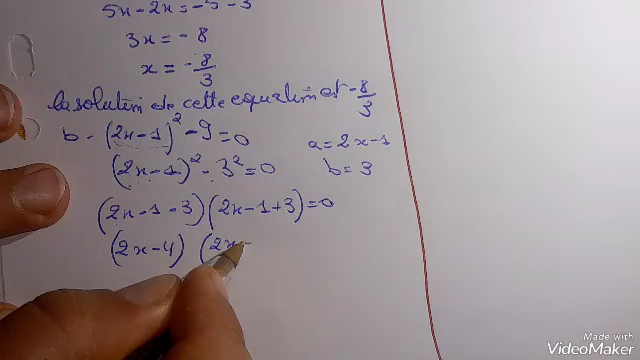 5x - 2x = -5 - 3
3x = -8
x = -8/3
La solution de cette equation est -8/3
b - (2x - 1)² - 9 = 0
a = 2x - 1
(2x - 1)² - 3² = 0
b = 3
(2x - 1 - 3) (2x - 1 + 3) = 0
(2x - 4) (2x
Made with
VideoMaker